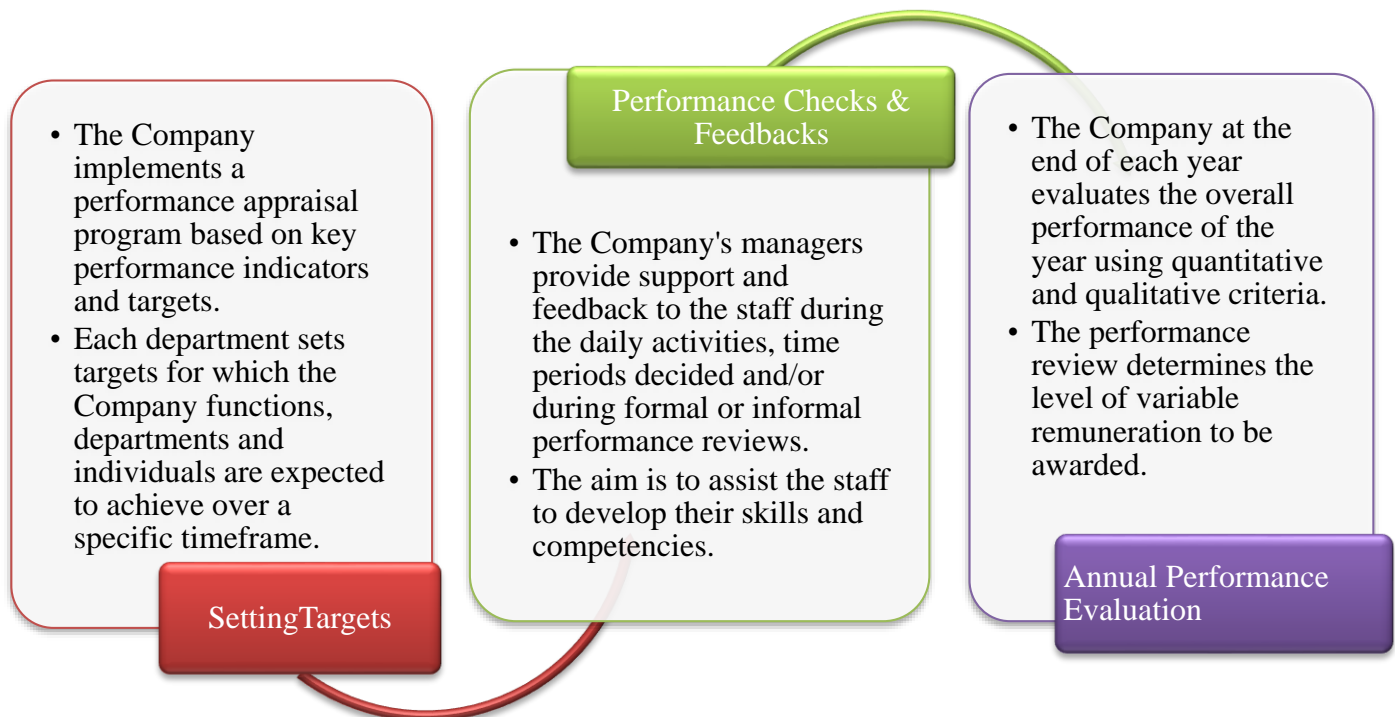 • The Company
implements a
performance appraisal
program based on key
performance indicators
and targets.
• Each department sets
targets for which the
Company functions,
departments and
individuals are expected
to achieve over a
specific timeframe.
SettingTargets
Performance Checks &
Feedbacks
• The Company's managers
provide support and
feedback to the staff during
the daily activities, time
periods decided and/or
during formal or informal
performance reviews.
• The aim is to assist the staff
to develop their skills and
competencies.
• The Company at the
end of each year
evaluates the overall
performance of the
year using quantitative
and qualitative criteria.
• The performance
review determines the
level of variable
remuneration to be
awarded.
Annual Performance
Evaluation